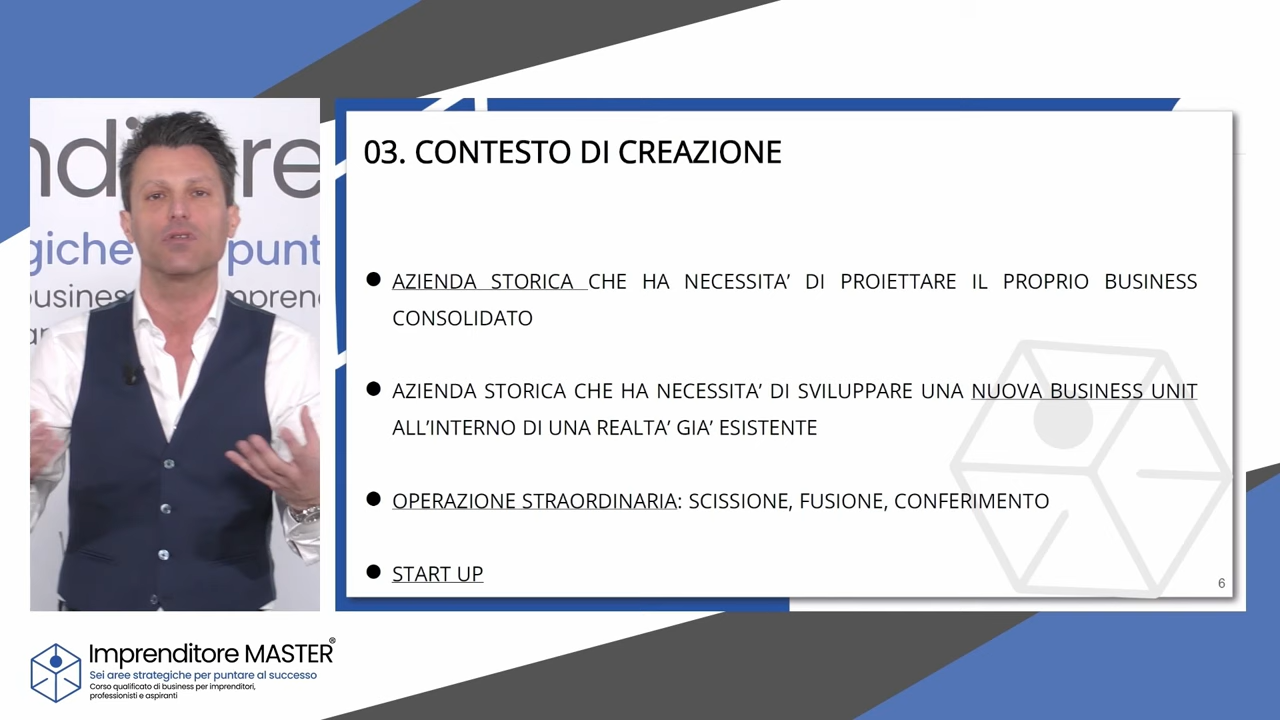 03. CONTESTO DI CREAZIONE
AZIENDA STORICA CHE HA NECESSITA’ DI PROIETTARE IL PROPRIO BUSINESS
CONSOLIDATO
AZIENDA STORICA CHE HA NECESSITA’ DI SVILUPPARE UNA NUOVA BUSINESS UNIT
ALL’INTERNO DI UNA REALTA’ GIA’ ESISTENTE
OPERAZIONE STRAORDINARIA: SCISSIONE, FUSIONE, CONFERIMENTO
START UP
6
giche punt
Imprenditore MASTER®
Sei aree strategiche per puntare al successo
Corso qualificato di business per imprenditori,
professionisti e aspiranti